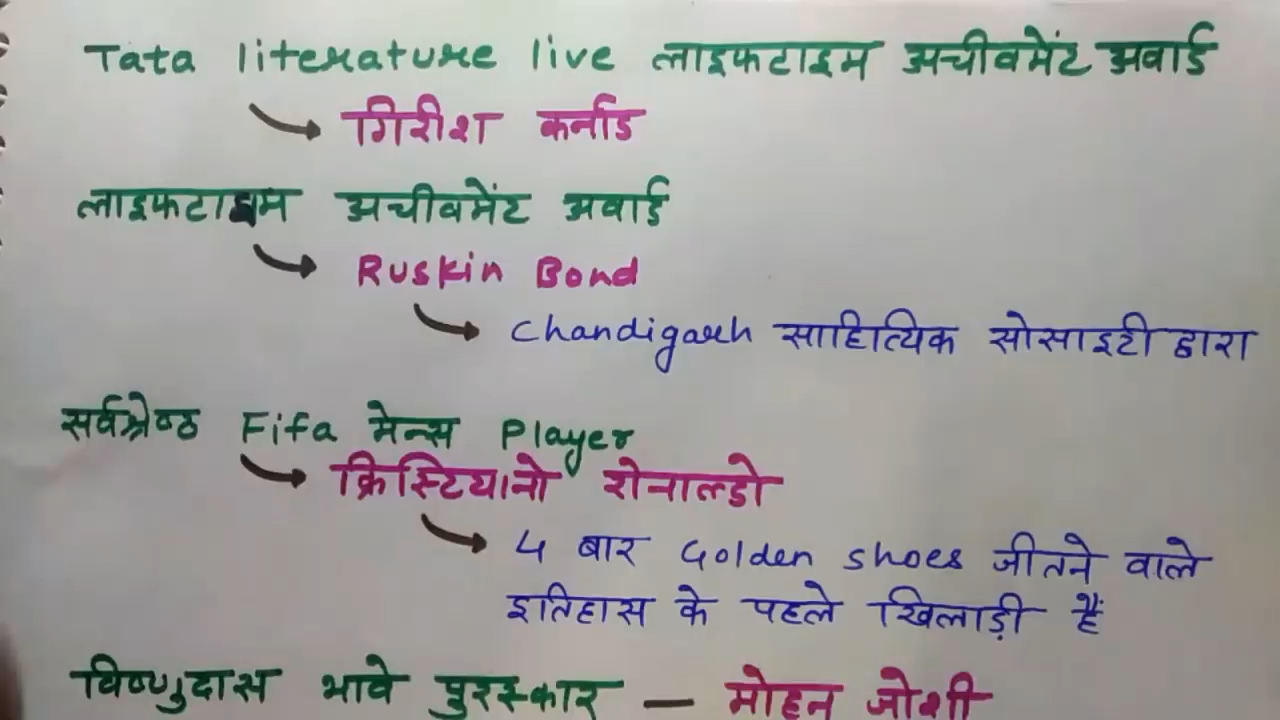 Tata literature live लाइफटाइम अचीवमेंट अवार्ड
गिरीश कर्नाड
लाइफटाइम अचीवमेंट अवार्ड
Ruskin Bond
Chandigarh साहित्यिक सोसाइटी द्वारा
सर्वश्रेष्ठ Fifa मेन्स Player
क्रिस्टियानो रोनाल्डो
4 बार Golden shoes जीतने वाले
इतिहास के पहले खिलाड़ी हैं
विष्णुदास भावे पुरस्कार — मोहन जोशी